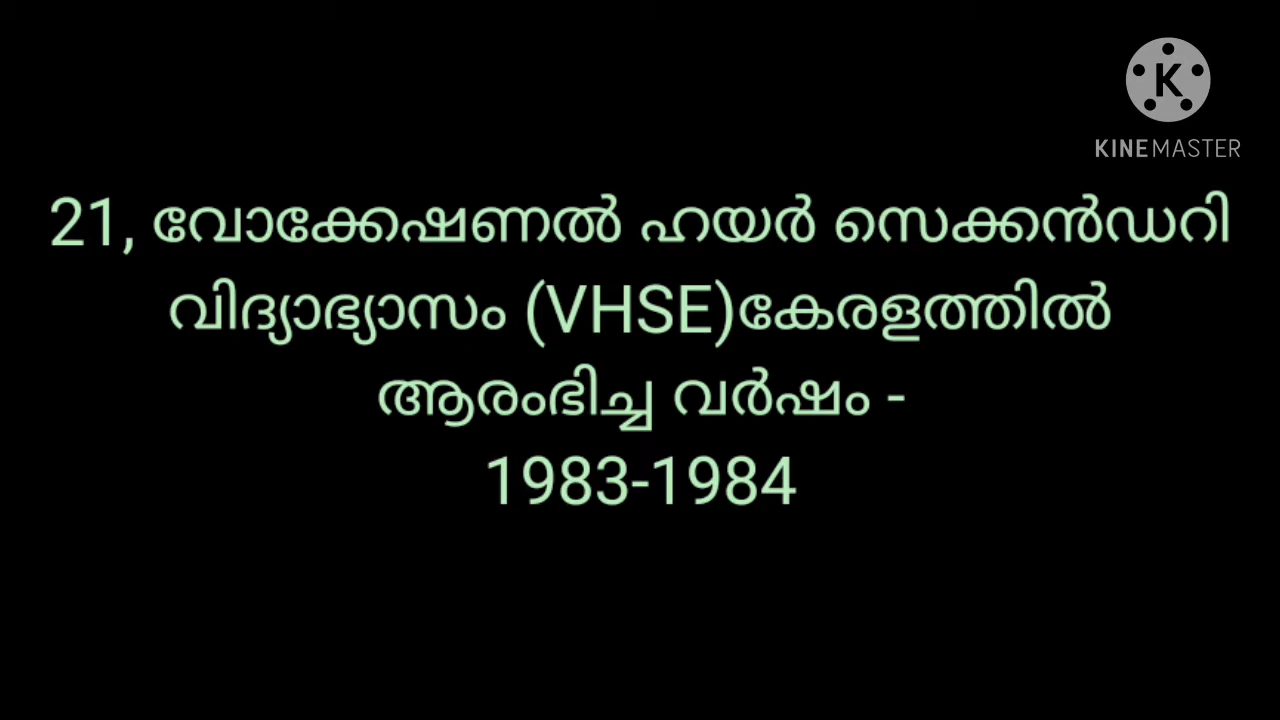 K
KINEMASTER
21, വോക്കേഷണൽ ഹയർ സെക്കൻഡറി
വിദ്യാഭ്യാസം (VHSE)കേരളത്തിൽ
ആരംഭിച്ച വർഷം -
1983-1984